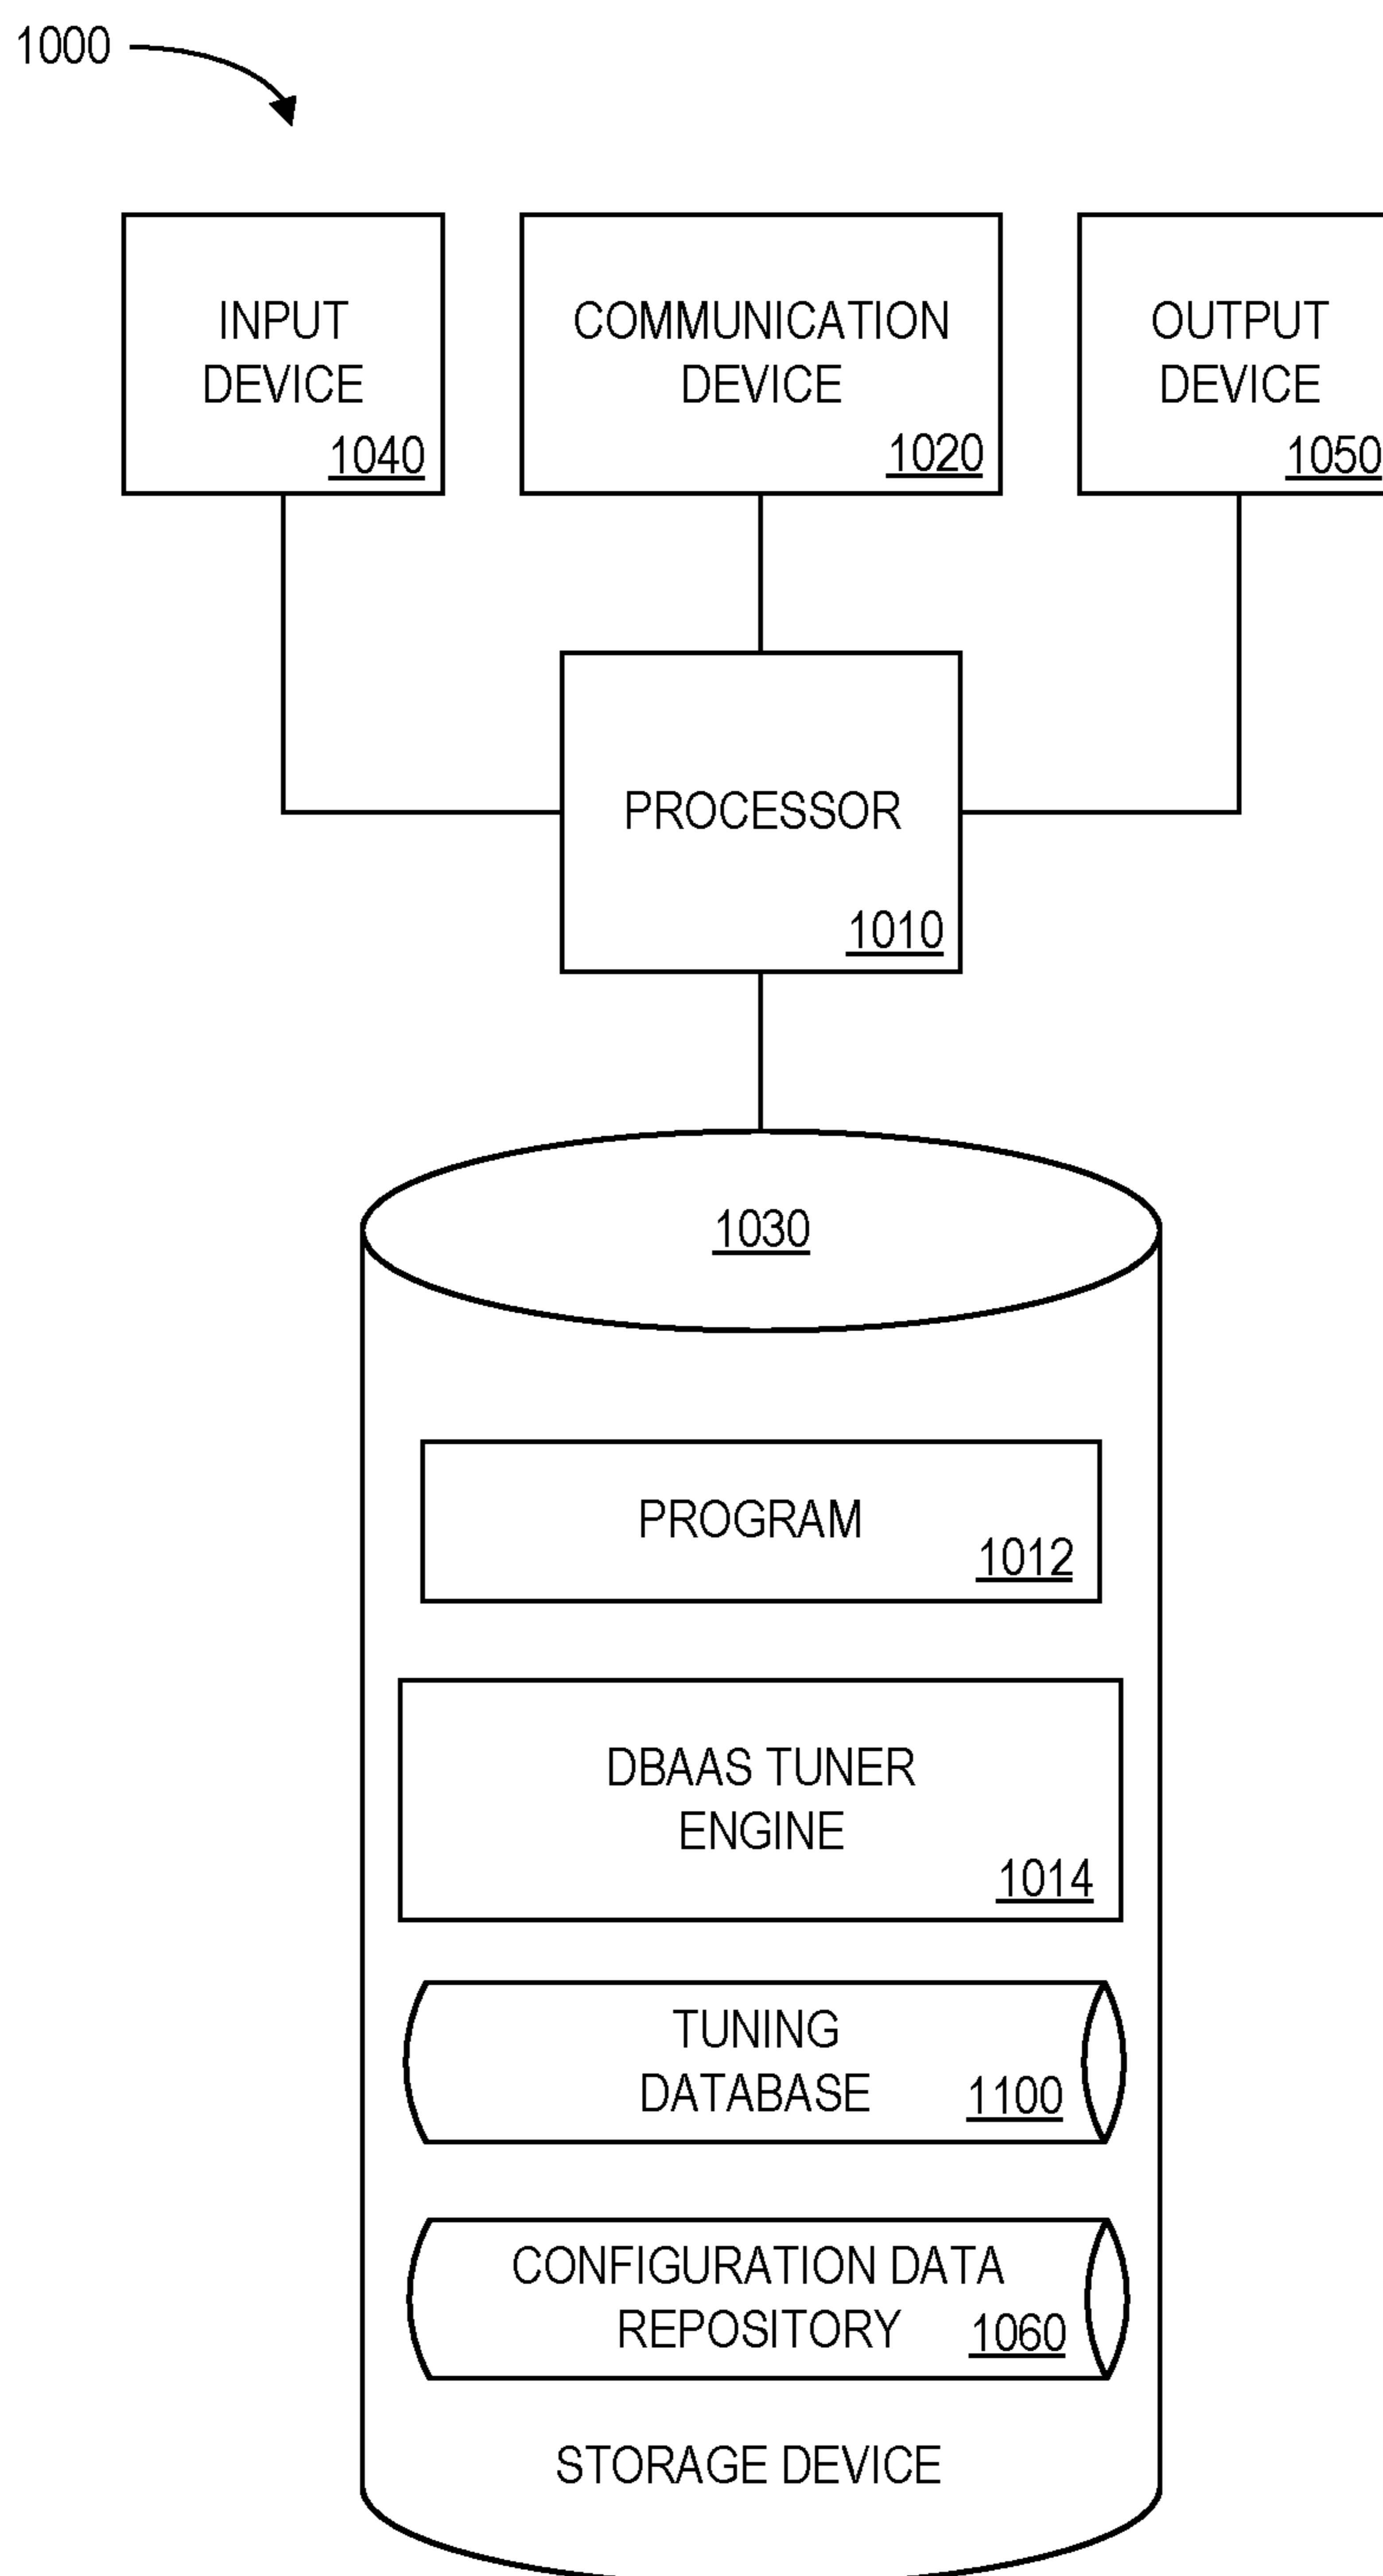 1000
INPUT
DEVICE
1040
COMMUNICATION
DEVICE
1020
OUTPUT
DEVICE
1050
PROCESSOR
1010
1030
PROGRAM
1012
DBAAS TUNER
ENGINE
1014
TUNING
DATABASE
1100
CONFIGURATION DATA
REPOSITORY
1060
STORAGE DEVICE